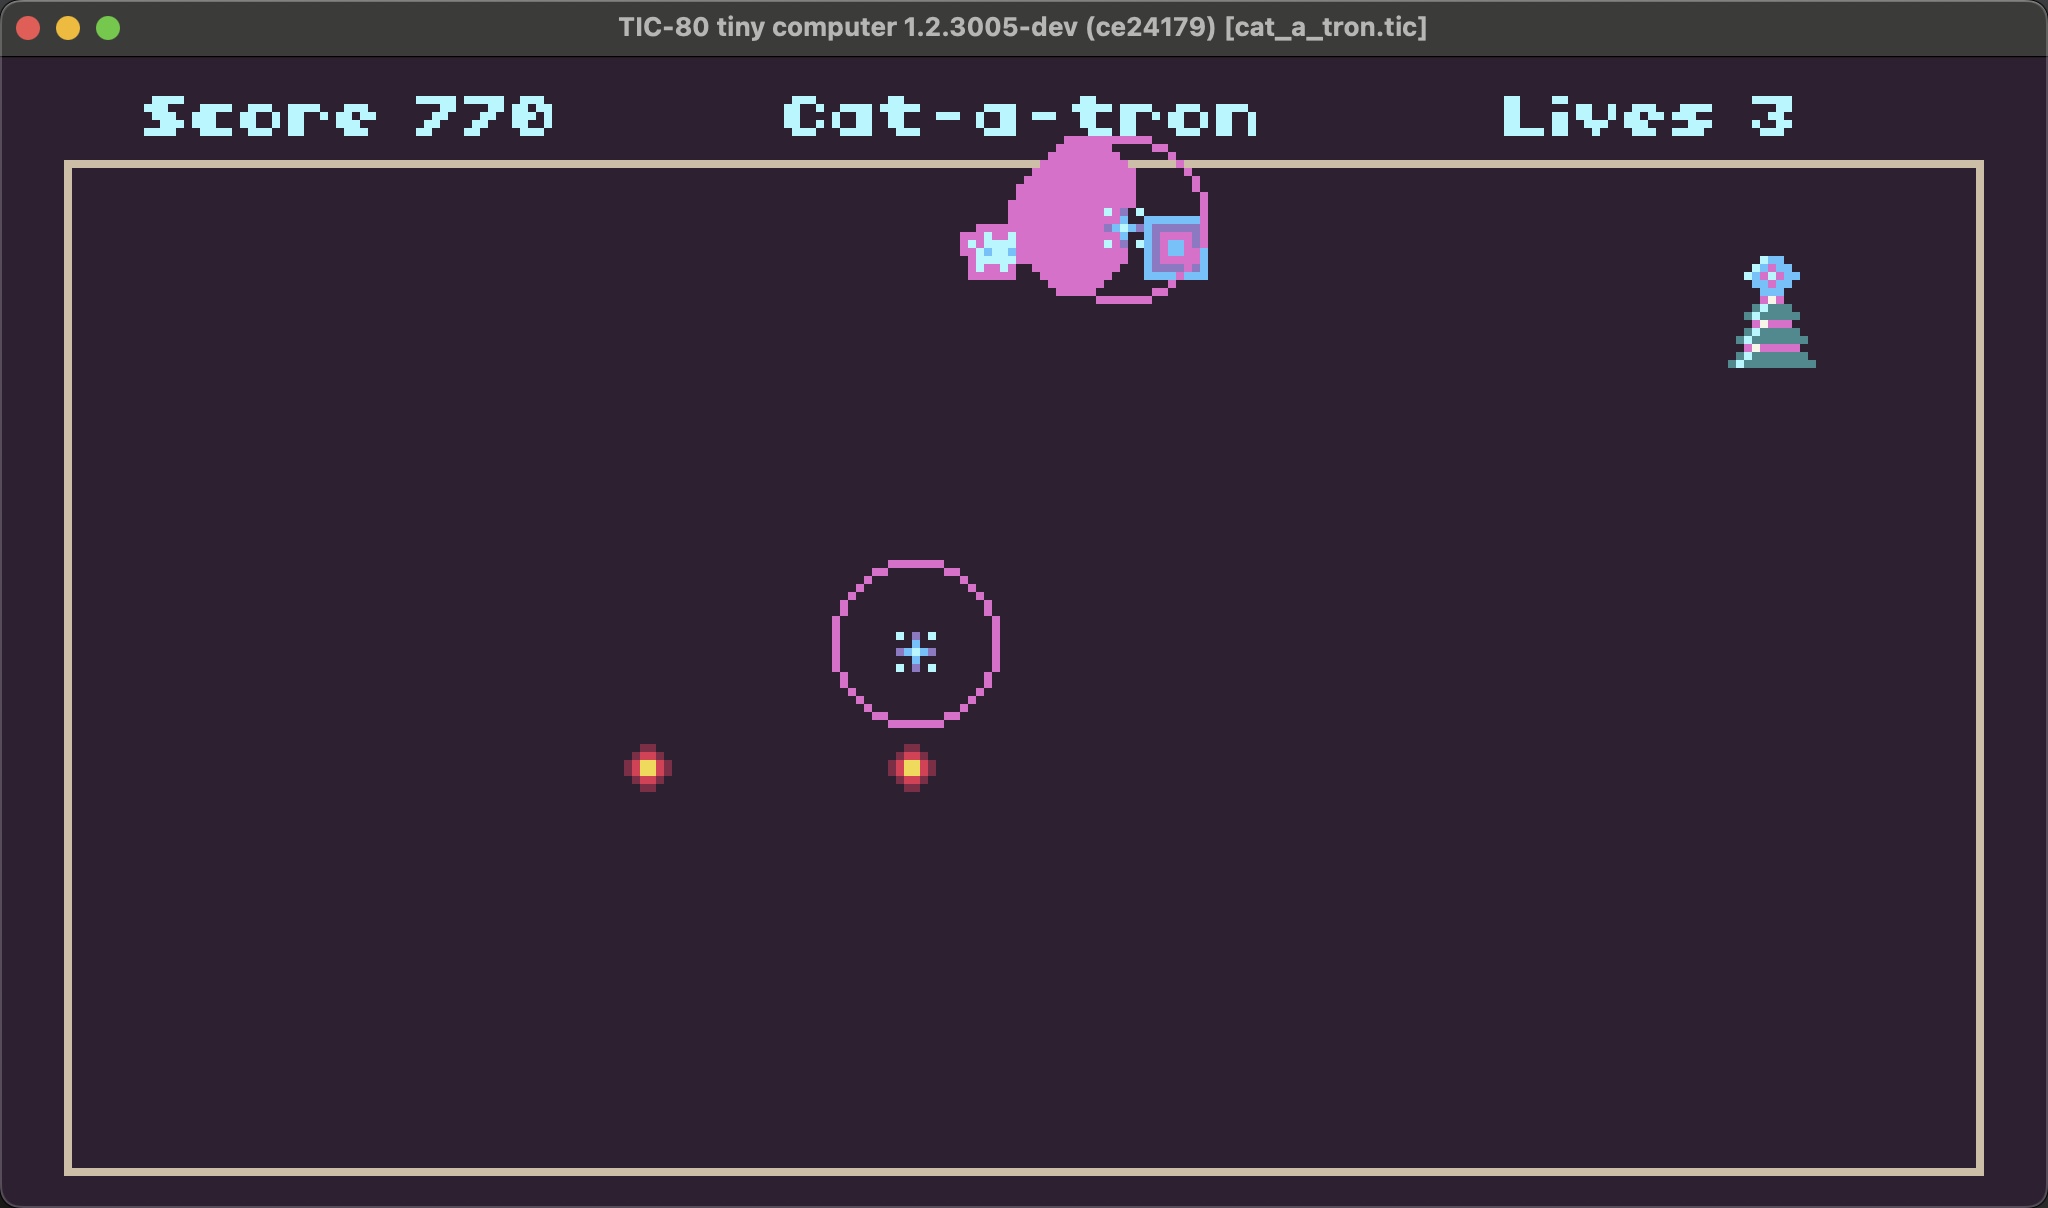 TIC-80 tiny computer 1.2.3005-dev (ce24179) [cat_a_tron.tic]
Score 770 Cat-a-tron Lives 3